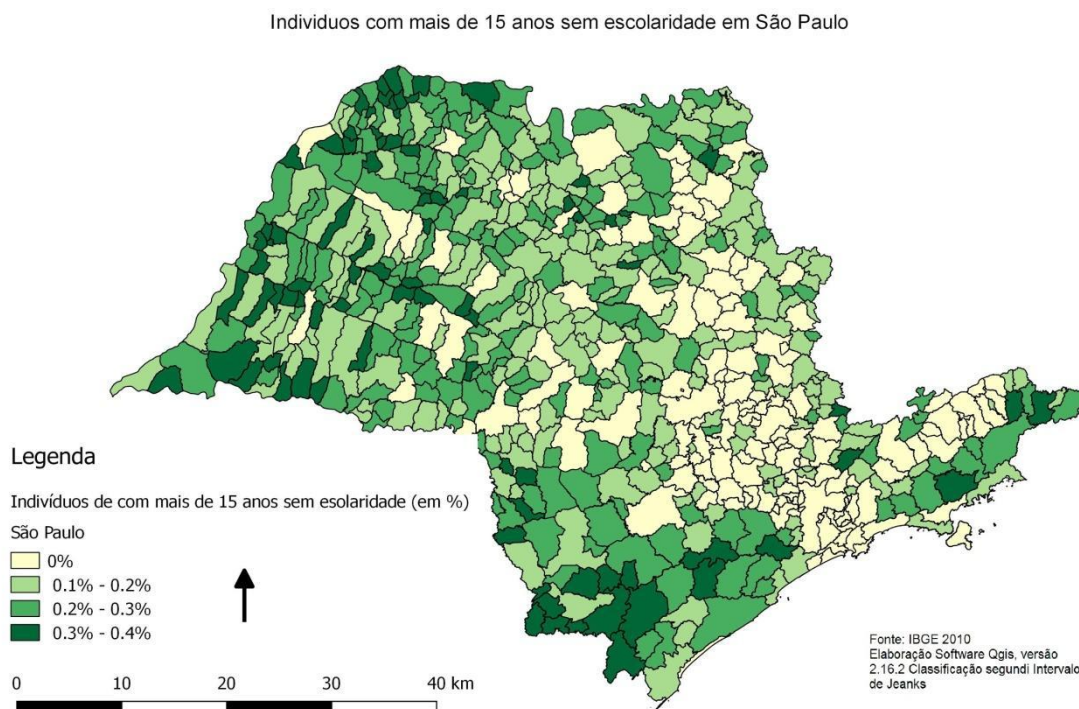 Individuos com mais de 15 anos sem escolaridade em São Paulo
Legenda
Indivíduos de com mais de 15 anos sem esolaridade (em %)
São Paulo
0%
0.1% - 0.2%
0.2% - 0.3%
0.3% - 0.4%
0 10 20 30 40 km
Fonte: IBGE 2010
Elaboração Software Qgis, versão
2.16.2 Classificação segundi Intervalo
de Jeanks